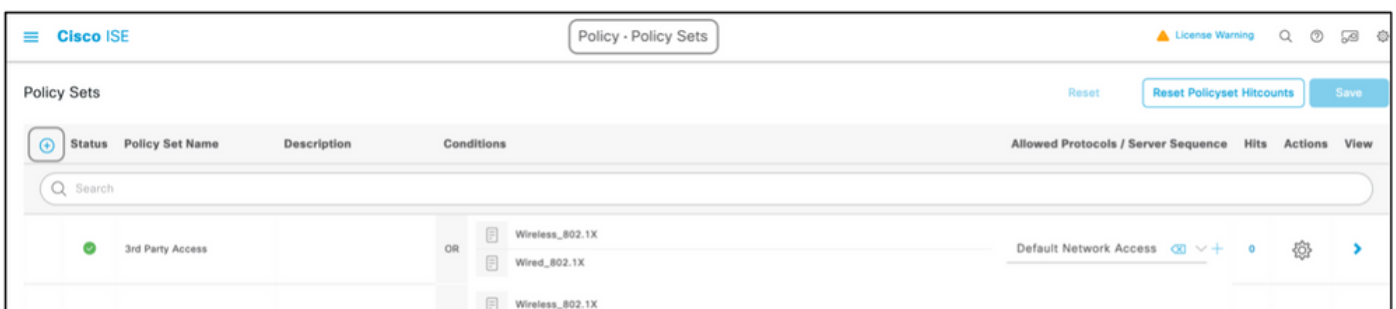 Cisco ISE Policy · Policy Sets License Warning
Policy Sets Reset Reset Policyset Hitcounts Save
Status Policy Set Name Description Conditions Allowed Protocols / Server Sequence Hits Actions View
Search
Wireless_802.1X
3rd Party Access OR Default Network Access 0
Wired_802.1X
Wireless_802.1X